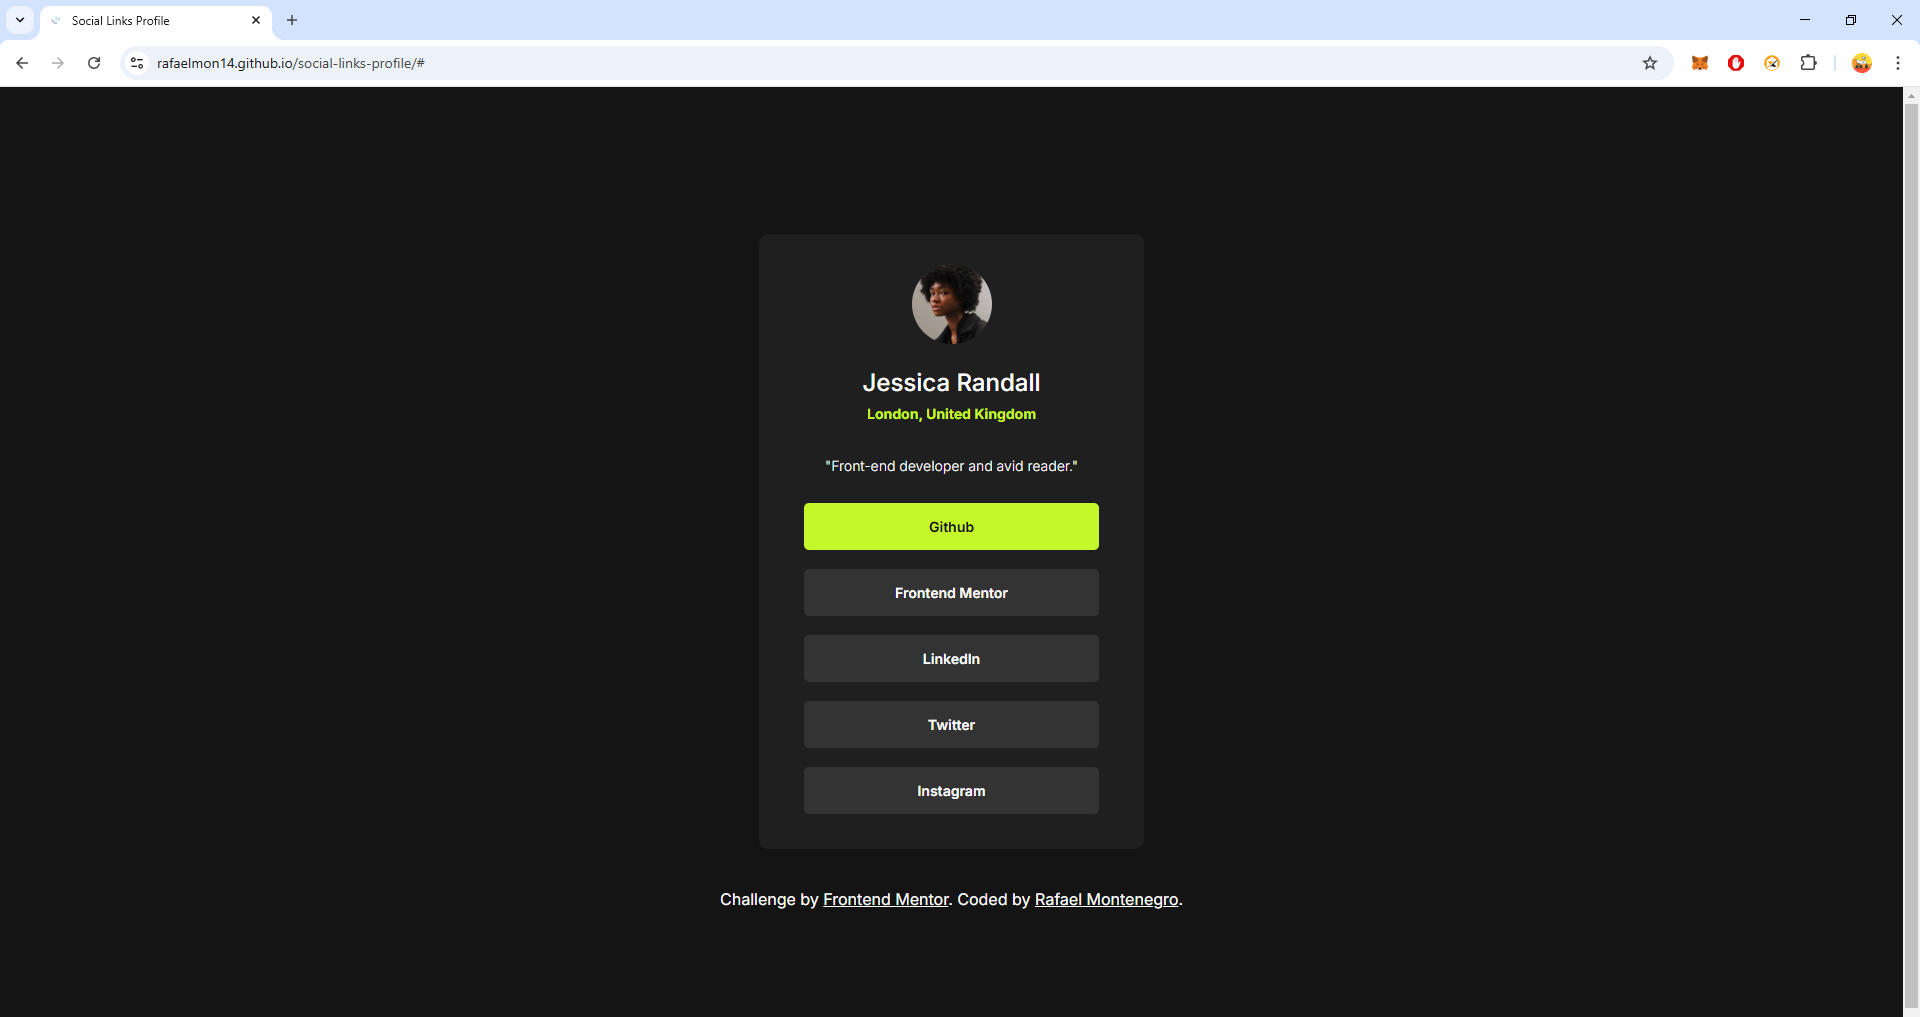 Social Links Profile
rafaelmon14.github.io/social-links-profile/#
Jessica Randall
London, United Kingdom
"Front-end developer and avid reader."
Github
Frontend Mentor
LinkedIn
Twitter
Instagram
Challenge by Frontend Mentor. Coded by Rafael Montenegro.